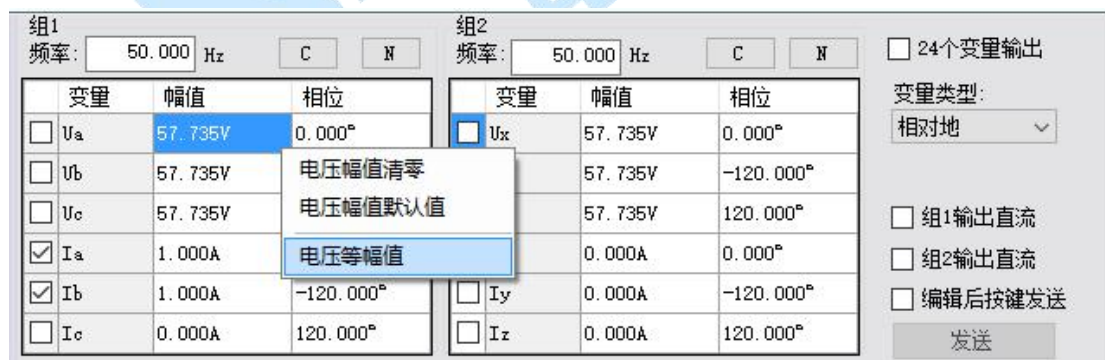 组1
频率: 50.000 Hz C N
变量 幅值 相位
Ua 57.735V 0.000°
Ub 57.735V
Uc 57.735V
Ia 1.000A
Ib 1.000A -120.000°
Ic 0.000A 120.000°
电压幅值清零
电压幅值默认值
电压等幅值
组2
频率: 50.000 Hz C N
变量 幅值 相位
Ux 57.735V 0.000°
57.735V -120.000°
57.735V 120.000°
0.000A 0.000°
Iy 0.000A -120.000°
Iz 0.000A 120.000°
24个变量输出
变量类型:
相对地
组1输出直流
组2输出直流
编辑后按键发送
发送